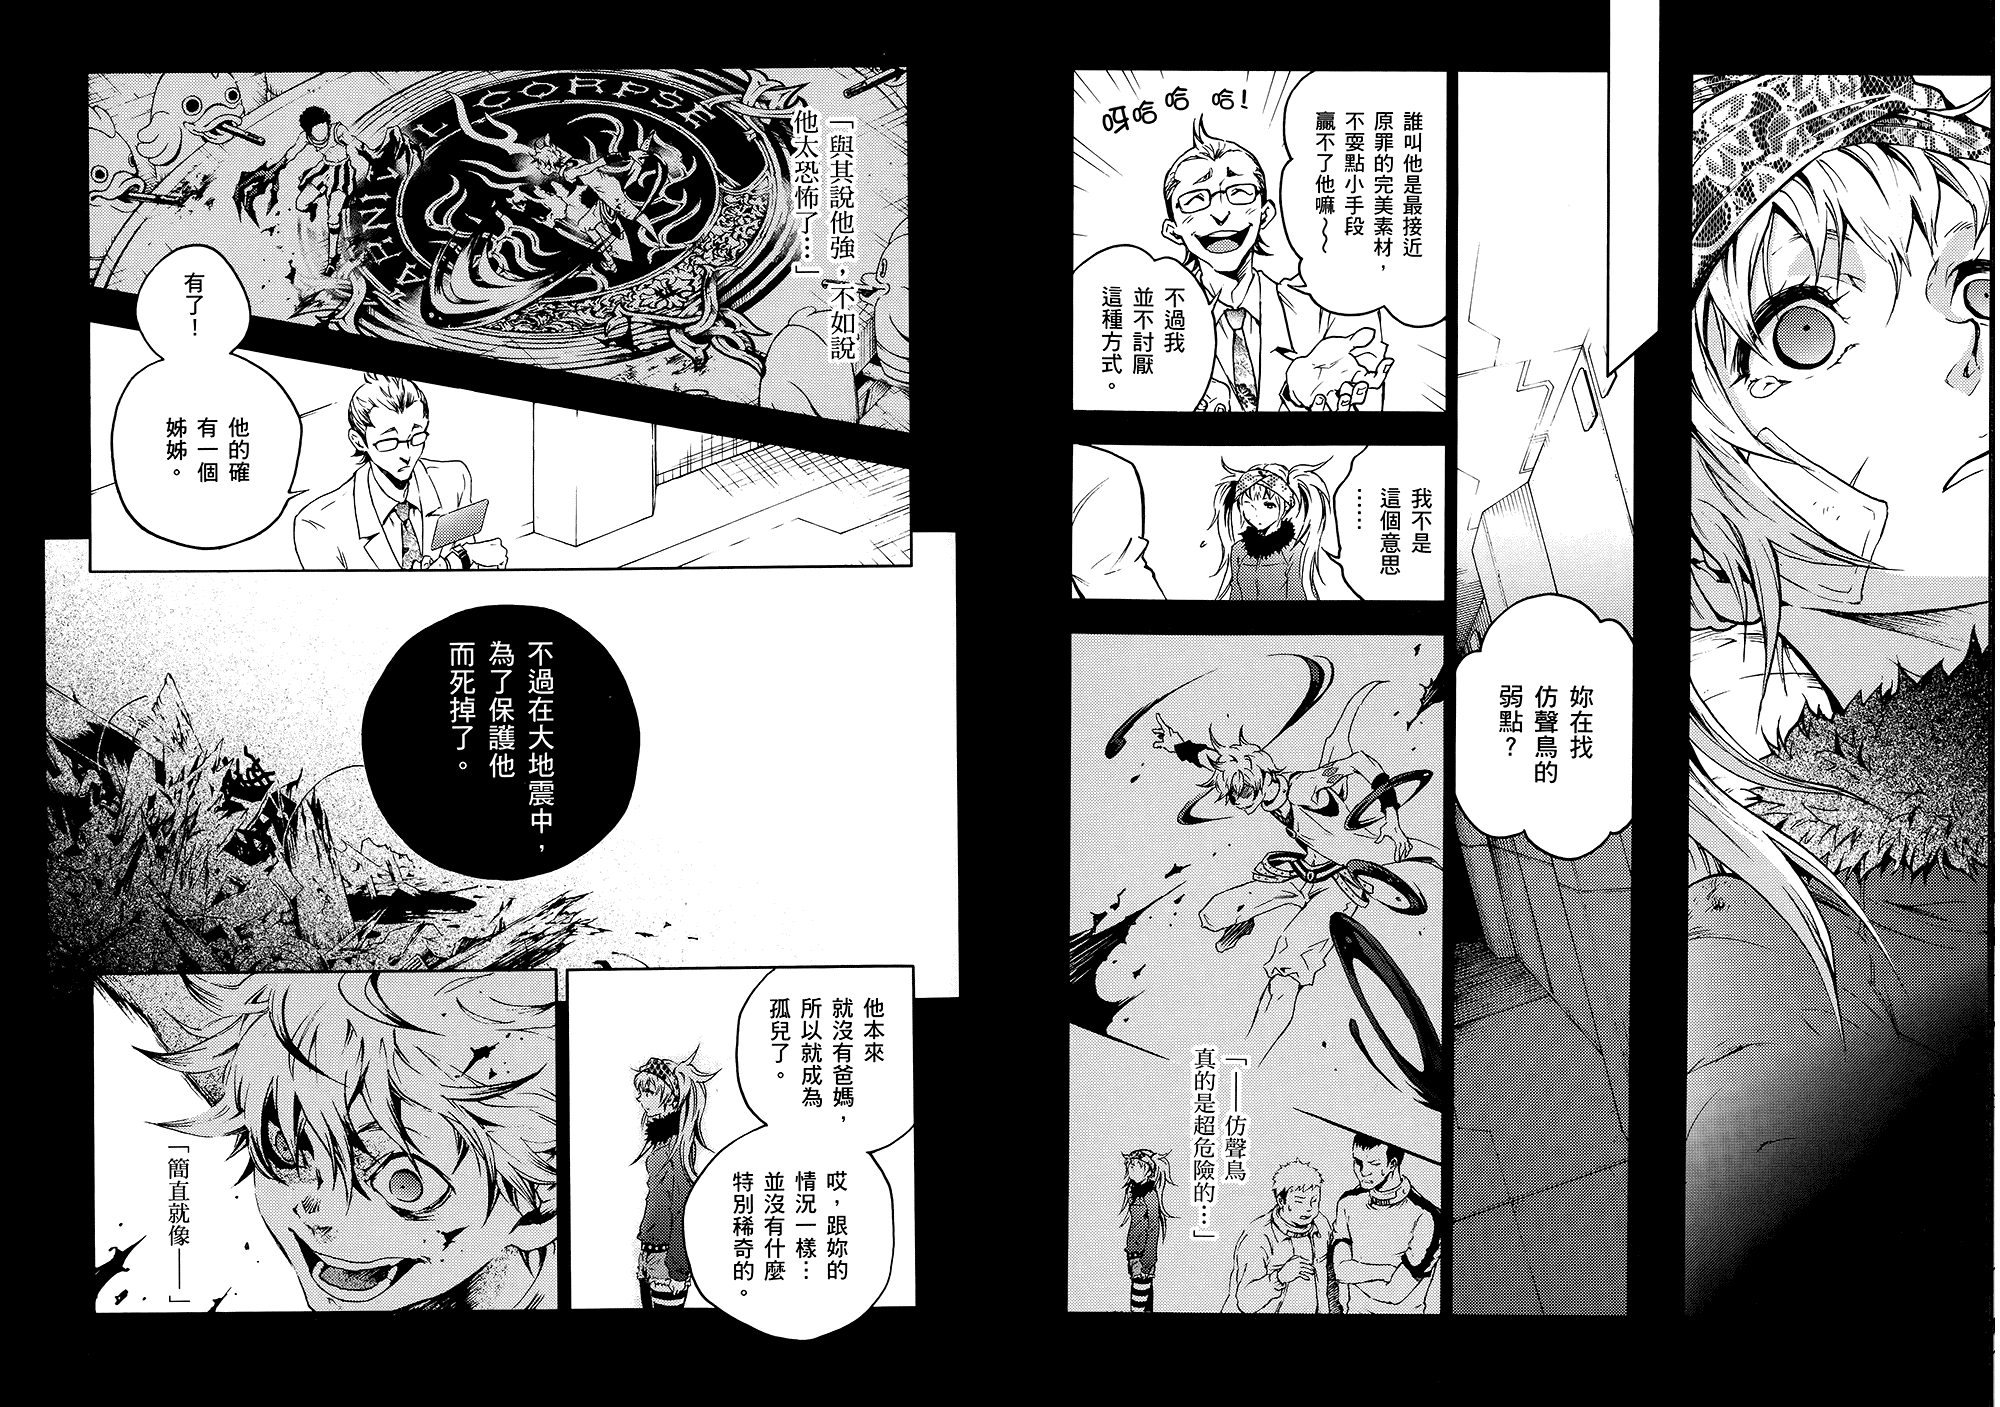 妳在找
仿聲鳥的
弱點？
誰叫他是最接近
原罪的完美素材，
不耍點小手段
贏不了他嘛～～
呀哈哈 哈！
不過我
並不討厭
這種方式。
我不是
這個意思
……
「——仿聲鳥
真的是超危險的…」
「與其說他強，不如說
他太恐怖了…」
CARNIVAL CORPSE
有了！
他的確
有一個
姊姊。
不過在大地震中，
為了保護他
而死掉了。
他本來
就沒有爸媽，
所以就成為
孤兒了。
哎，跟妳的
情況一樣…
並沒有什麼
特別稀奇的。
「簡直就像——」